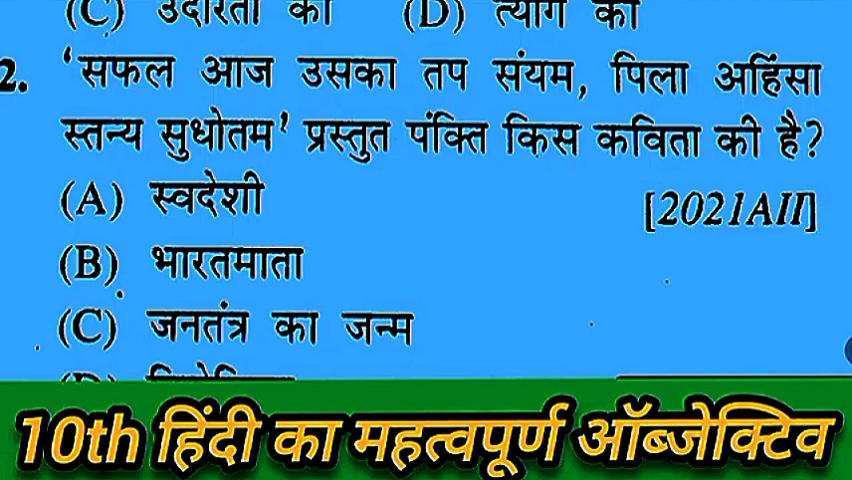 (C) उदारता की (D) त्याग की
2. 'सफल आज उसका तप संयम, पिला अहिंसा
स्तन्य सुधोतम' प्रस्तुत पंक्ति किस कविता की है?
(A) स्वदेशी [2021AII]
(B) भारतमाता
(C) जनतंत्र का जन्म
(D)
10th हिंदी का महत्वपूर्ण ऑब्जेक्टिव